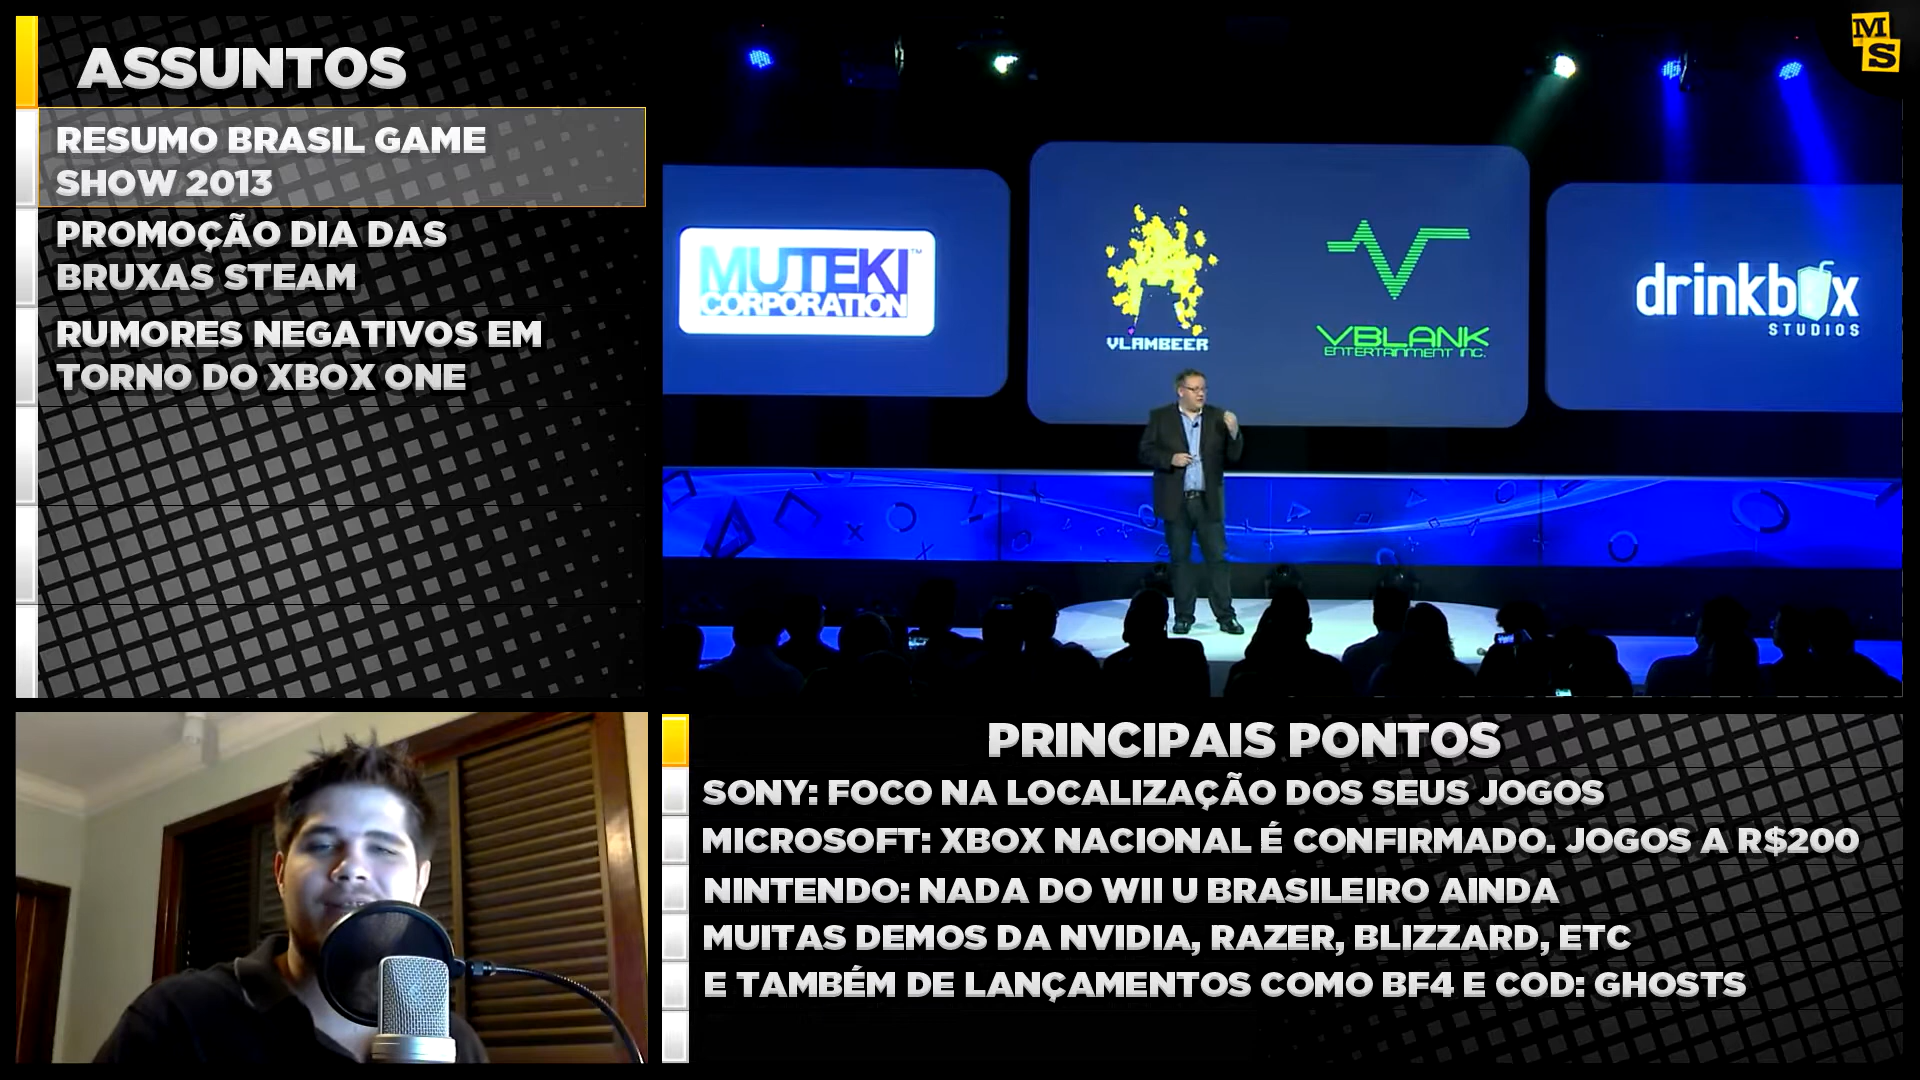 ASSUNTOS
RESUMO BRASIL GAME
SHOW 2013
PROMOÇÃO DIA DAS
BRUXAS STEAM
RUMORES NEGATIVOS EM
TORNO DO XBOX ONE
MS
MUTEKI™
CORPORATION
VLAMBEER
VBLANK
ENTERTAINMENT INC.
drinkbox
STUDIOS
PRINCIPAIS PONTOS
SONY: FOCO NA LOCALIZAÇÃO DOS SEUS JOGOS
MICROSOFT: XBOX NACIONAL É CONFIRMADO. JOGOS A R$200
NINTENDO: NADA DO WII U BRASILEIRO AINDA
MUITAS DEMOS DA NVIDIA, RAZER, BLIZZARD, ETC
E TAMBÉM DE LANÇAMENTOS COMO BF4 E COD: GHOSTS